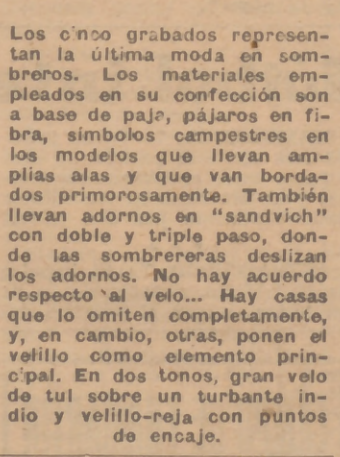 Los cinco grabados represen-
tan la última moda en som-
breros. Los materiales em-
pleados en su confección son
a base de paja, pájaros en fi-
bra, símbolos campestres en
los modelos que llevan am-
plias alas y que van borda-
dos primorosamente. También
llevan adornos en “sandvich”
con doble y triple paso, don-
de las sombrereras deslizan
los adornos. No hay acuerdo
respecto al velo... Hay casas
que lo omiten completamente,
y, en cambio, otras, ponen el
velillo como elemento prin-
cipal. En dos tonos, gran velo
de tul sobre un turbante in-
dio y velillo-reja con puntos
de encaje.